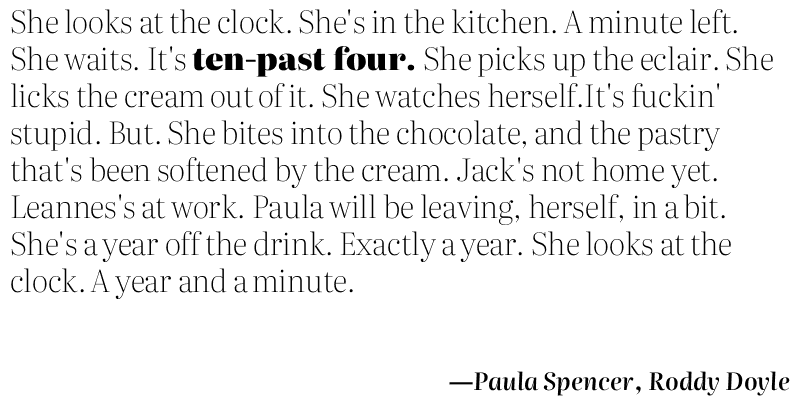 She looks at the clock. She's in the kitchen. A minute left.
She waits. It's ten-past four. She picks up the eclair. She
licks the cream out of it. She watches herself.It's fuckin'
stupid. But. She bites into the chocolate, and the pastry
that's been softened by the cream. Jack's not home yet.
Leannes's at work. Paula will be leaving, herself, in a bit.
She's a year off the drink. Exactly a year. She looks at the
clock. A year and a minute.
—Paula Spencer, Roddy Doyle